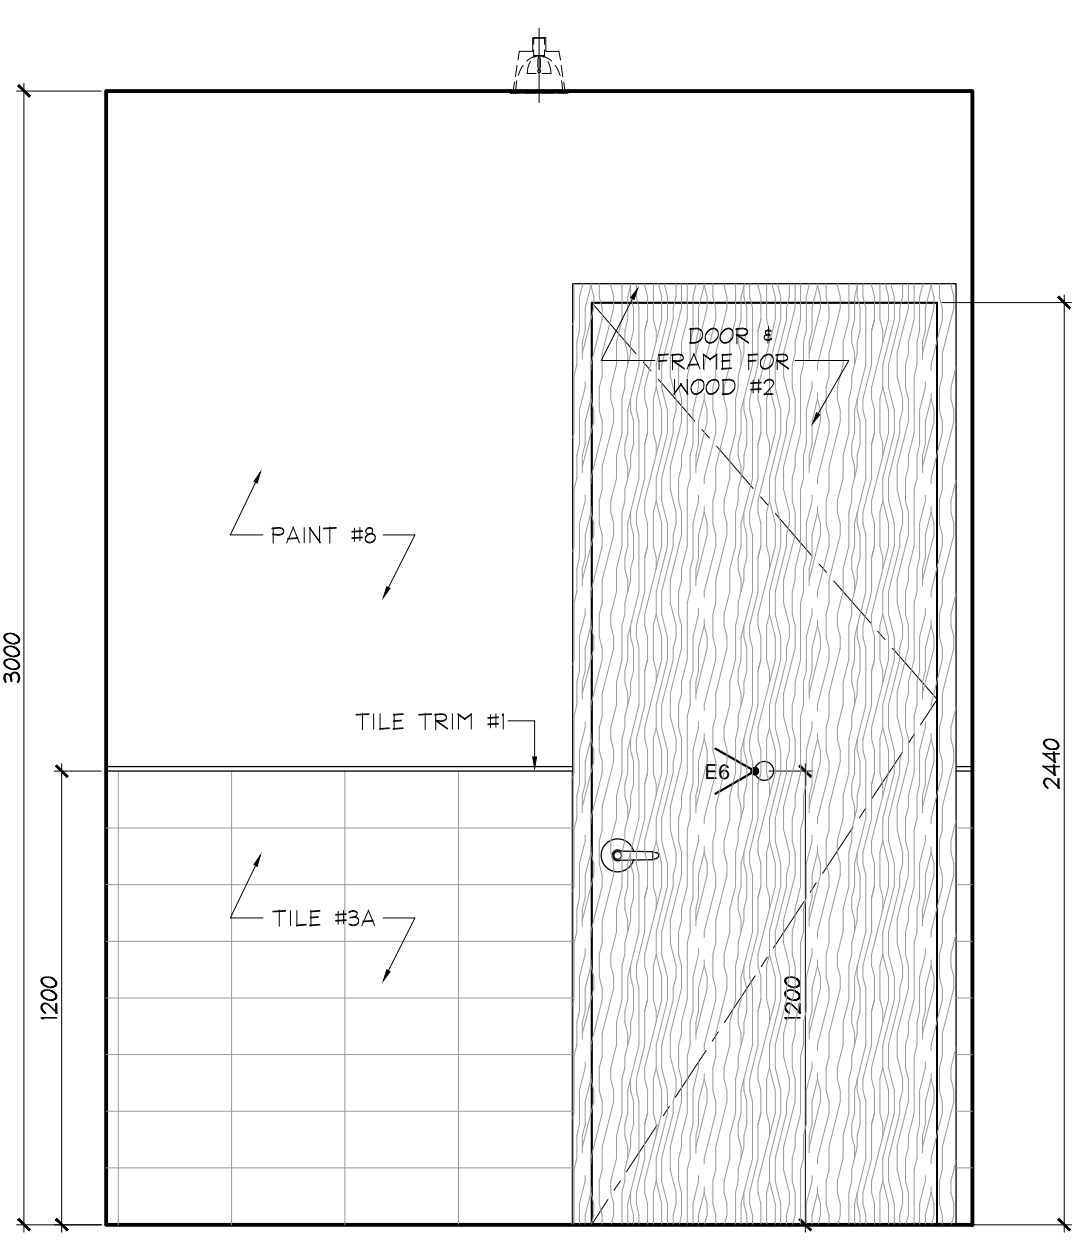 DOOR &
FRAME FOR
WOOD #2
PAINT #8
3000
TILE TRIM #1
2440
E6
TILE #3A
1200
1200